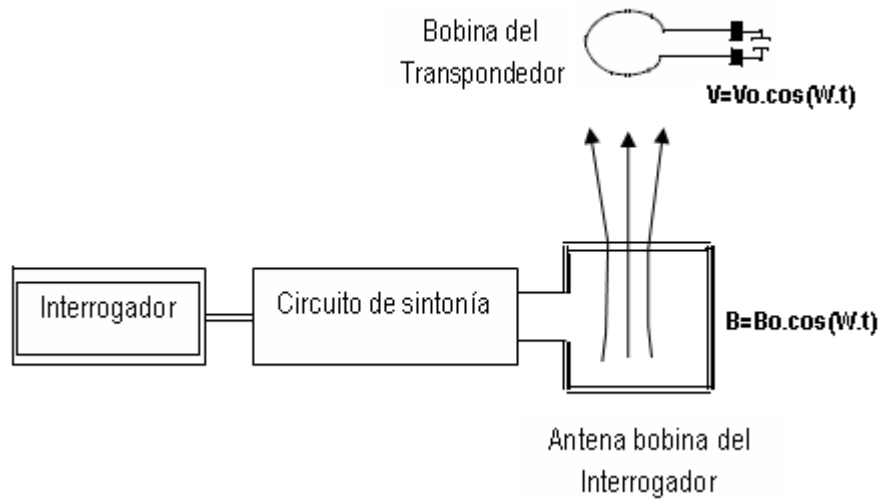 Bobina del
Transpondedor
V=Vo.cos(W.t)
Interrogador
Circuito de sintonía
B=Bo.cos(W.t)
Antena bobina del
Interrogador